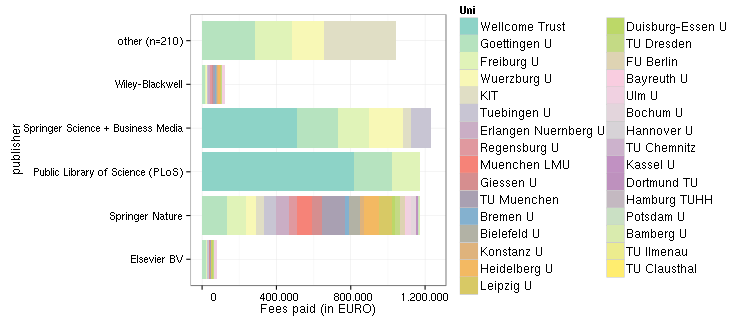 Uni
other (n=210)
Wiley-Blackwell
Springer Science + Business Media
Public Library of Science (PLoS)
Springer Nature
Elsevier BV
publisher
0 400.000 800.000 1.200.000
Fees paid (in EURO)
Wellcome Trust
Goettingen U
Freiburg U
Wuerzburg U
KIT
Tuebingen U
Erlangen Nuernberg U
Regensburg U
Muenchen LMU
Giessen U
TU Muenchen
Bremen U
Bielefeld U
Konstanz U
Heidelberg U
Leipzig U
Duisburg-Essen U
TU Dresden
FU Berlin
Bayreuth U
Ulm U
Bochum U
Hannover U
TU Chemnitz
Kassel U
Dortmund TU
Hamburg TUHH
Potsdam U
Bamberg U
TU Ilmenau
TU Clausthal